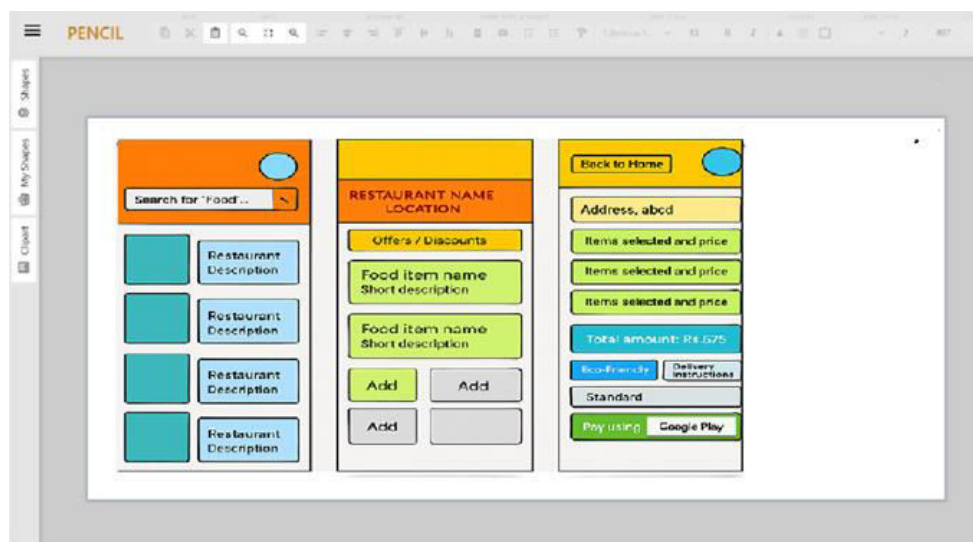 PENCIL
Shapes
My Shapes
Clipart
Search for "Food"...
Restaurant
Description
Restaurant
Description
Restaurant
Description
Restaurant
Description
RESTAURANT NAME
LOCATION
Offers / Discounts
Food item name
Short description
Food item name
Short description
Add
Add
Add
Back to Home
Address, abcd
Items selected and price
Items selected and price
Items selected and price
Total amount: Rs.675
Eco-Friendly
Delivery
Instructions
Standard
Pay using
Google Play